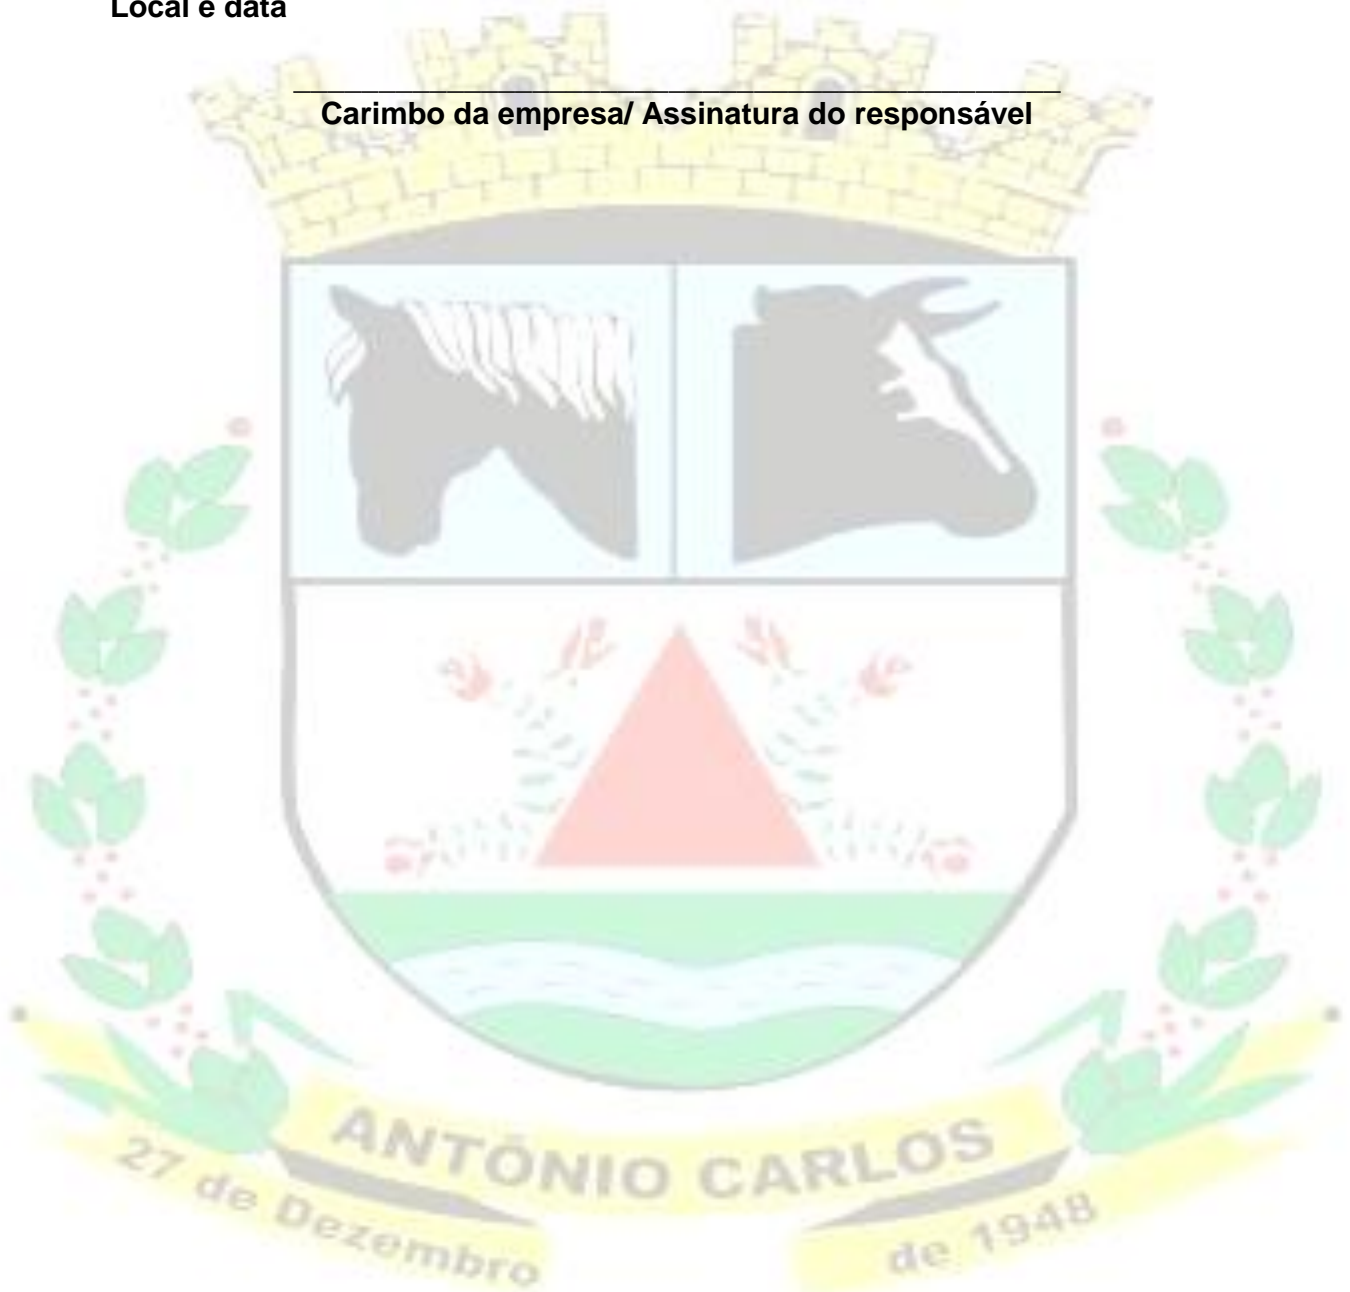 Local e data
Carimbo da empresa/ Assinatura do responsável
ANTÔNIO CARLOS
27 de Dezembro
de 1948